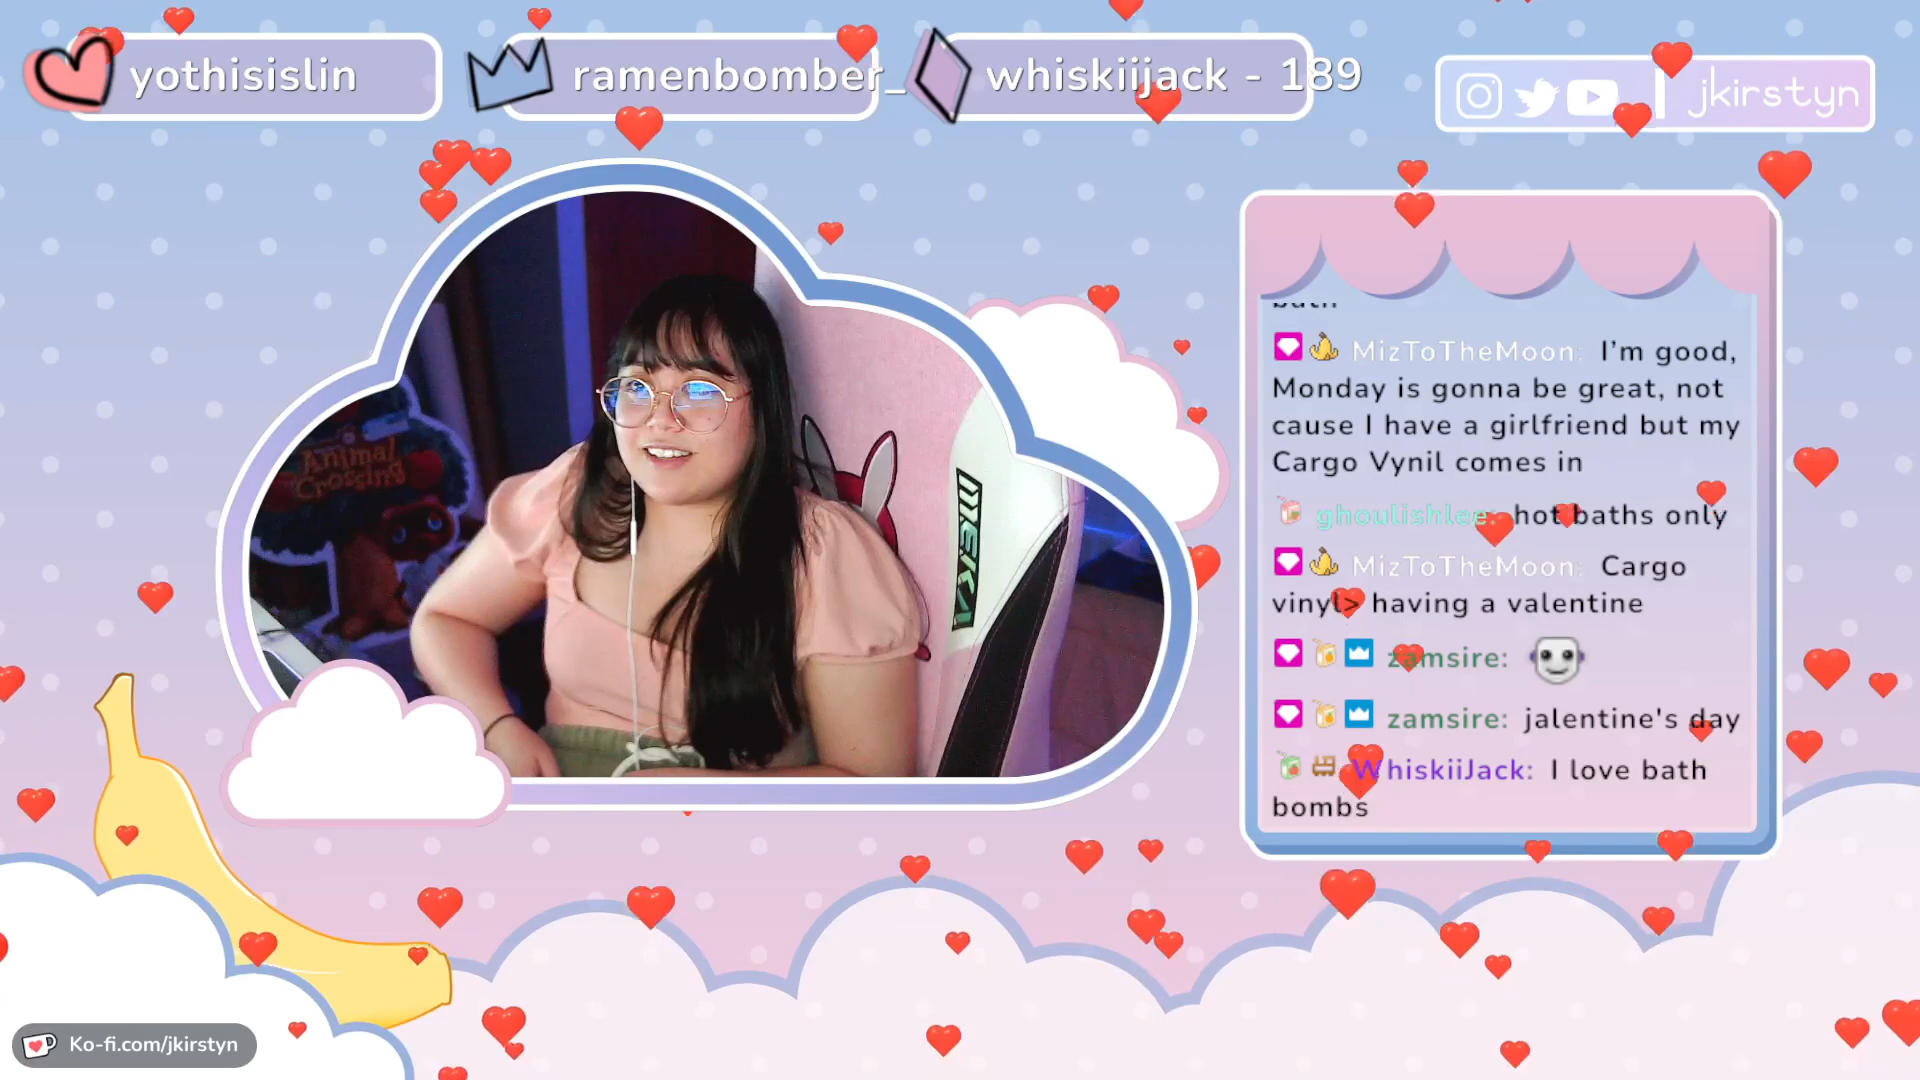 yothisislin
ramenbomber_
whiskiijack - 189
jkirstyn
bath
MizToTheMoon: I’m good,
Monday is gonna be great, not
cause I have a girlfriend but my
Cargo Vynil comes in
ghoulishlee: hot baths only
MizToTheMoon: Cargo
vinyl> having a valentine
zamsire:
zamsire: jalentine's day
WhiskiiJack: I love bath
bombs
Animal
Crossing
MEKA
Ko-fi.com/jkirstyn